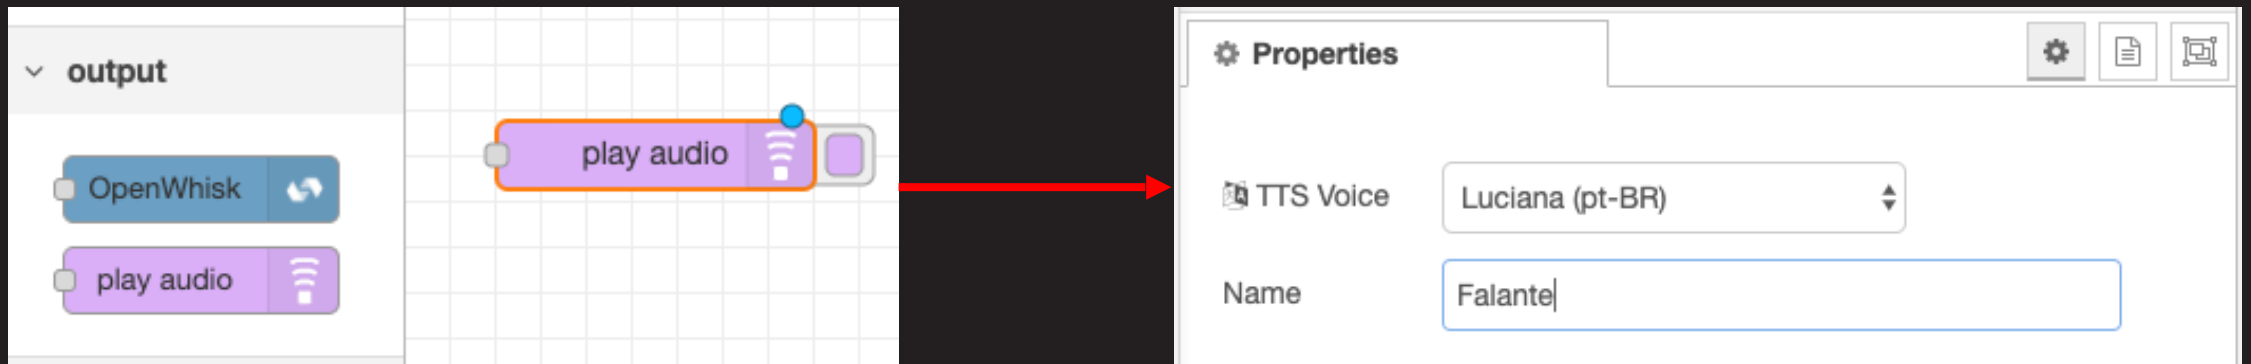 output
OpenWhisk
play audio
play audio
Properties
TTS Voice
Luciana (pt-BR)
Name
Falante